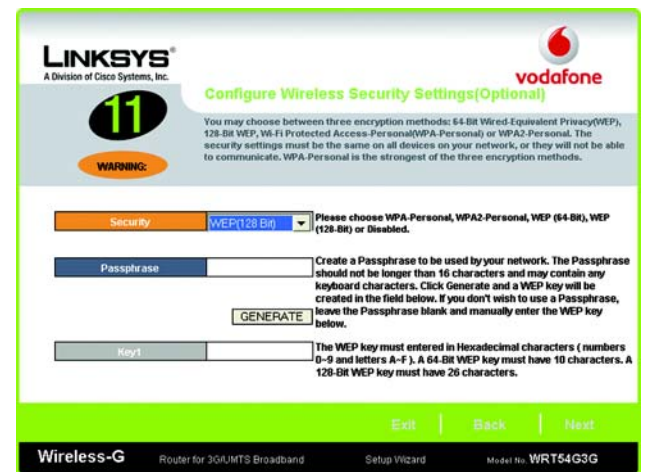 LINKSYS®
A Division of Cisco Systems, Inc.
vodafone
11
WARNING:
Configure Wireless Security Settings(Optional)
You may choose between three encryption methods: 64-Bit Wired-Equivalent Privacy(WEP),
128-Bit WEP, Wi-Fi Protected Access-Personal(WPA-Personal) or WPA2-Personal. The
security settings must be the same on all devices on your network, or they will not be able
to communicate. WPA-Personal is the strongest of the three encryption methods.
Security
WEP(128 Bit)
Please choose WPA-Personal, WPA2-Personal, WEP (64-Bit), WEP
(128-Bit) or Disabled.
Passphrase
Create a Passphrase to be used by your network. The Passphrase
should not be longer than 16 characters and may contain any
keyboard characters. Click Generate and a WEP key will be
created in the field below. If you don't wish to use a Passphrase,
leave the Passphrase blank and manually enter the WEP key
below.
GENERATE
Key1
The WEP key must entered in Hexadecimal characters ( numbers
0~9 and letters A~F ). A 64-Bit WEP key must have 10 characters. A
128-Bit WEP key must have 26 characters.
Exit Back Next
Wireless-G Router for 3G/UMTS Broadband Setup Wizard Model No. WRT54G3G